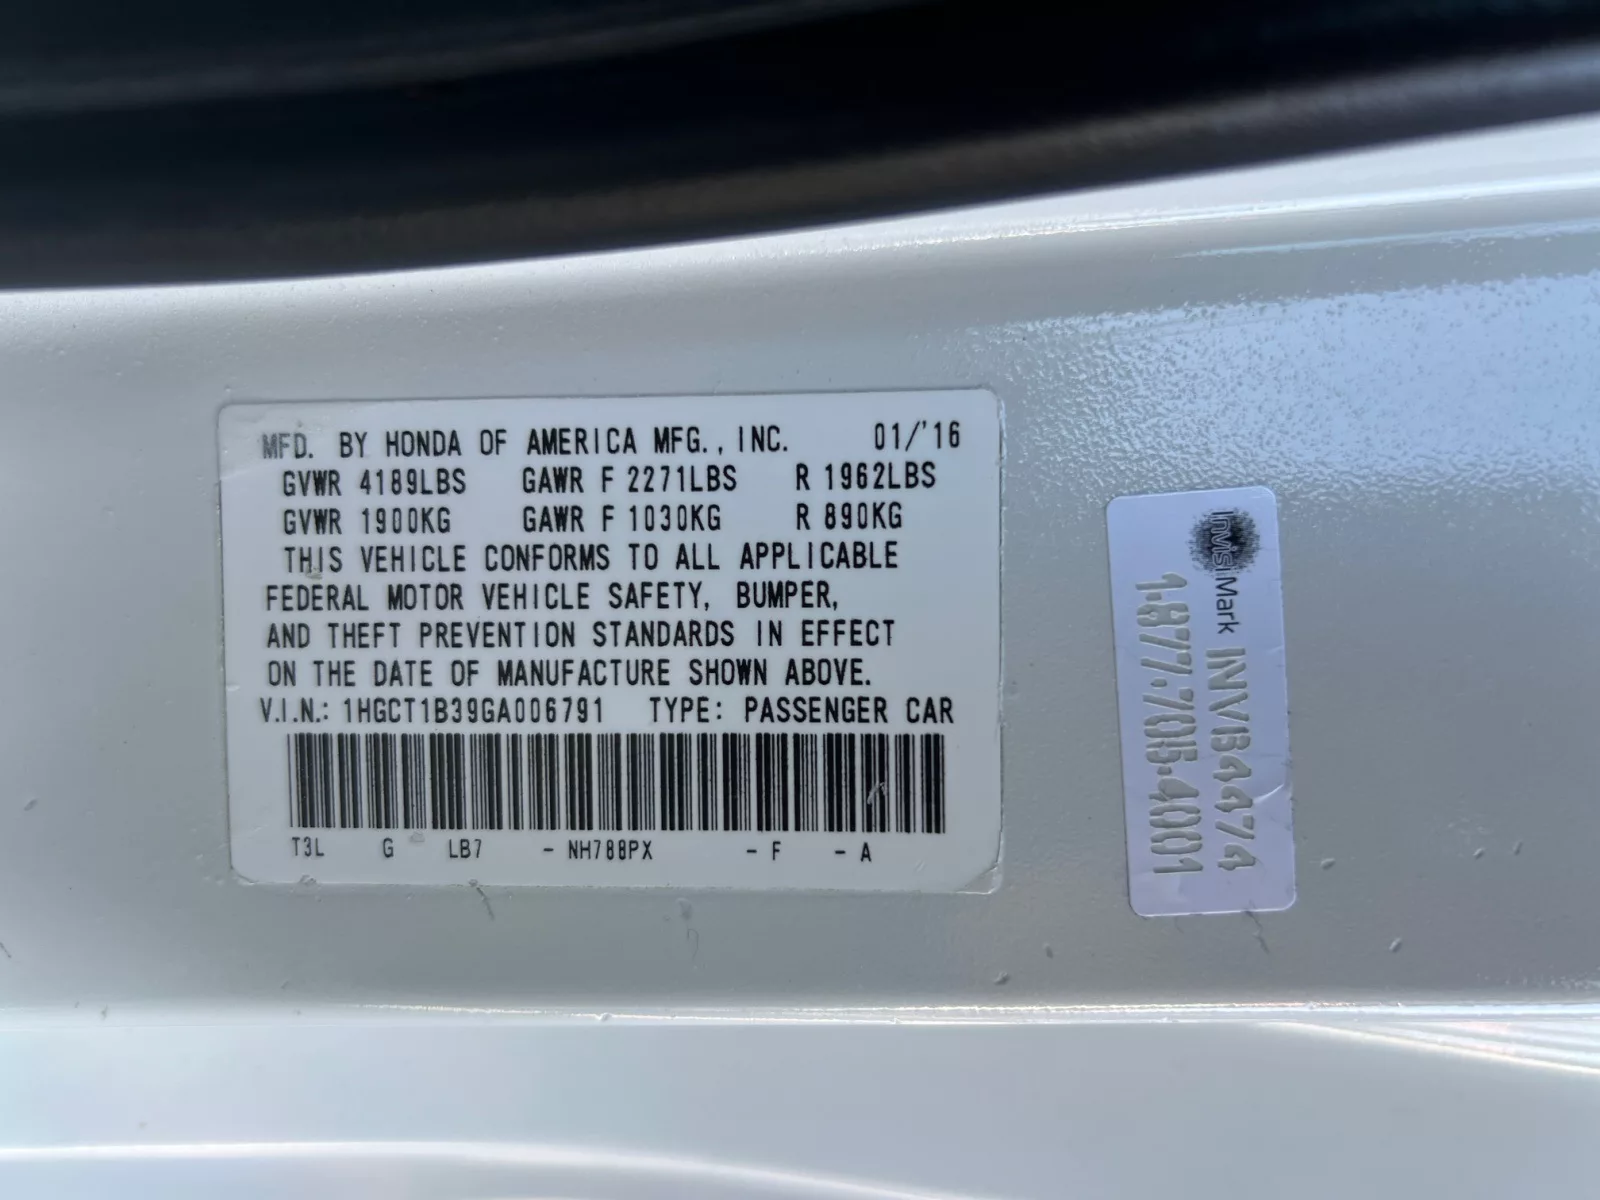 MFD. BY HONDA OF AMERICA MFG., INC. 01/'16
GVWR 4189LBS GAWR F 2271LBS R 1962LBS
GVWR 1900KG GAWR F 1030KG R 890KG
THIS VEHICLE CONFORMS TO ALL APPLICABLE
FEDERAL MOTOR VEHICLE SAFETY, BUMPER,
AND THEFT PREVENTION STANDARDS IN EFFECT
ON THE DATE OF MANUFACTURE SHOWN ABOVE.
V.I.N.: 1HGCT1B39GA006791 TYPE: PASSENGER CAR
T3L G LB7 - NH788PX - F - A
InvisiMark INVB4474
1·877·705·4001